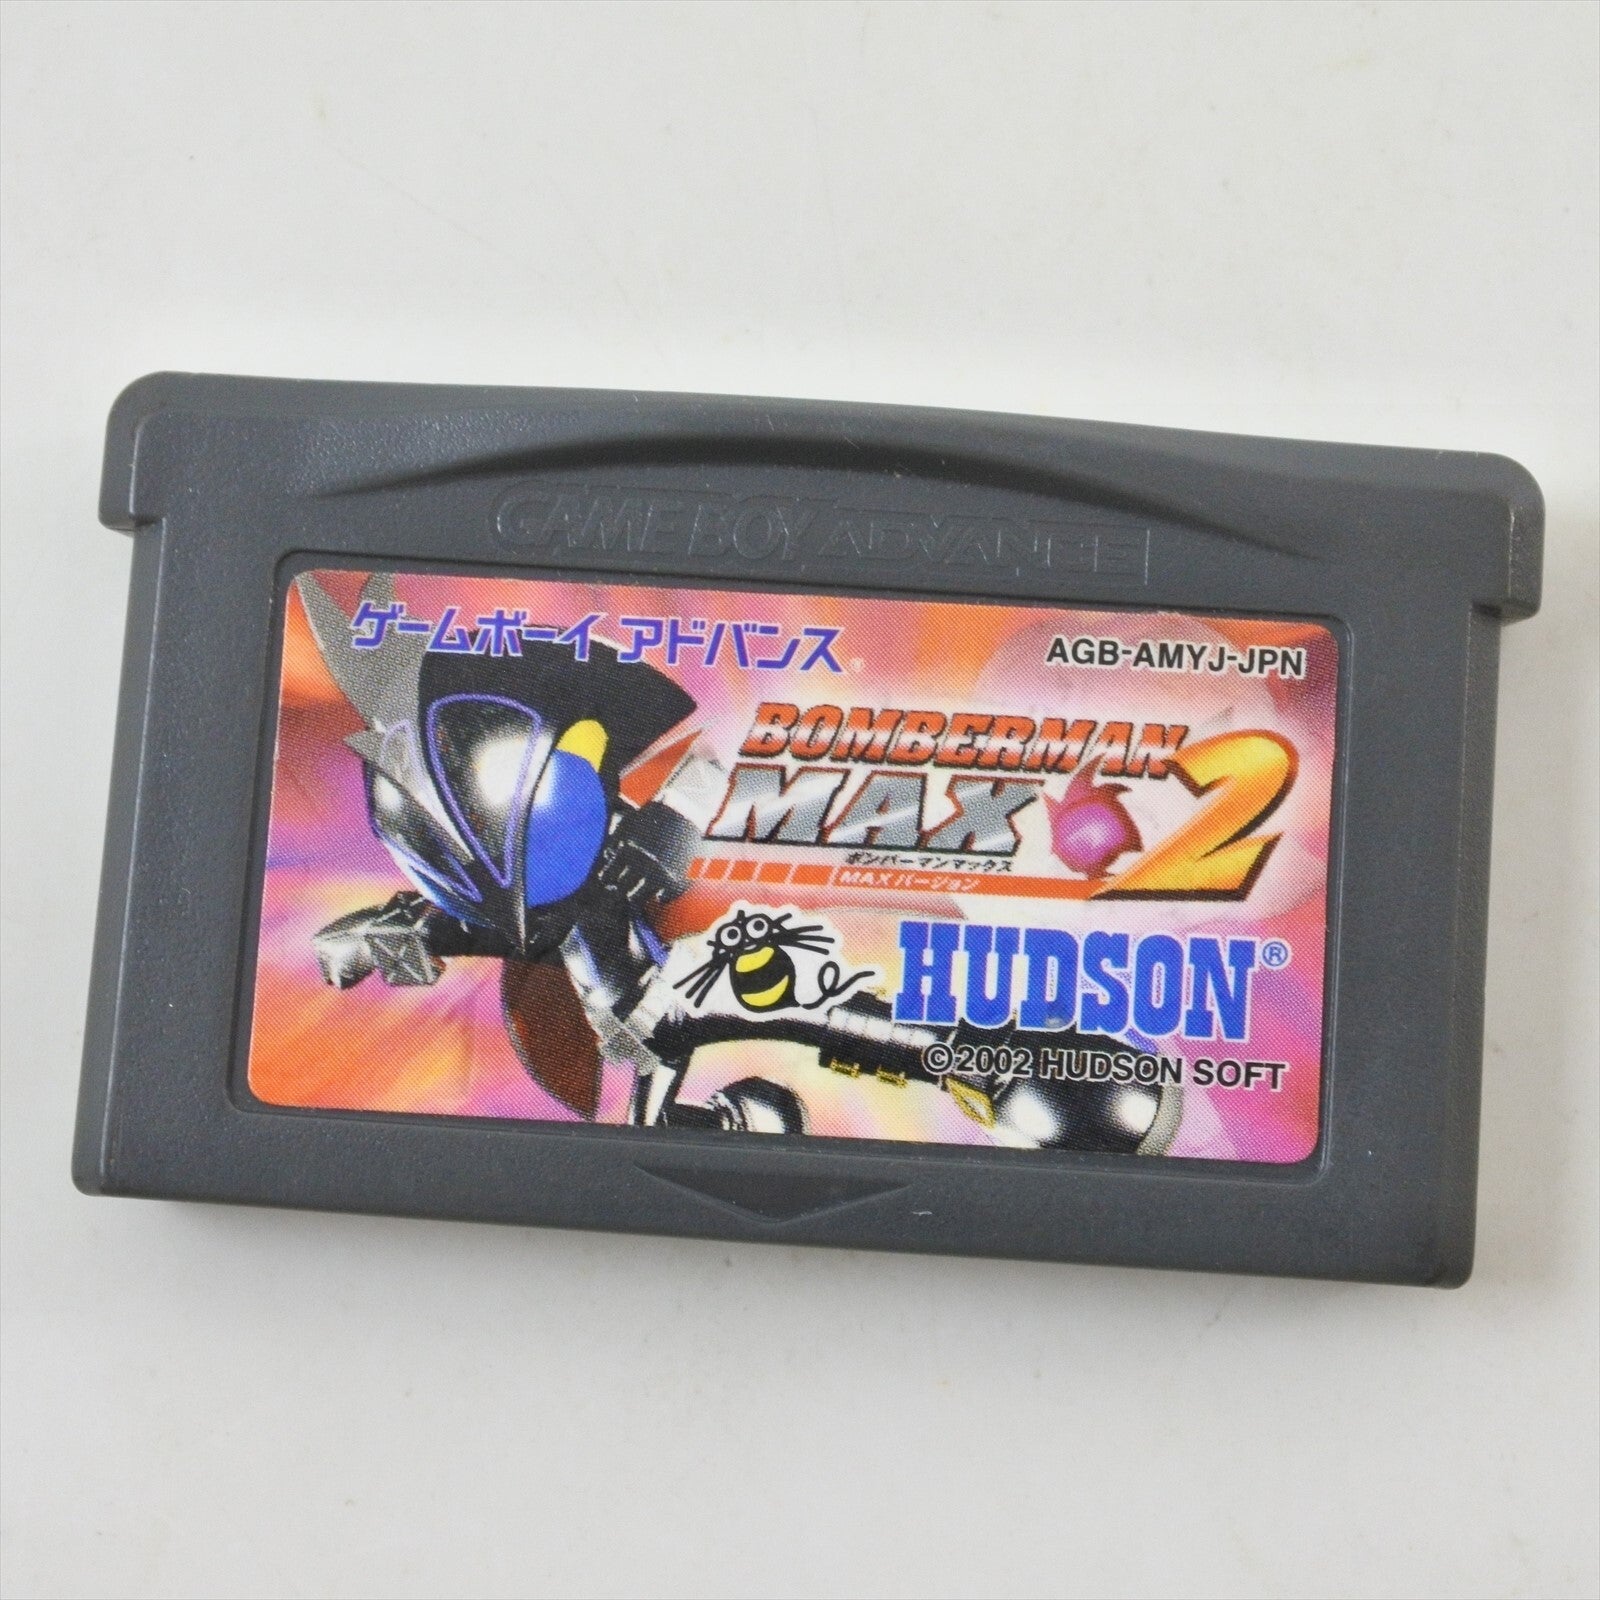 GAME BOY ADVANCE
ゲームボーイ アドバンス®
AGB-AMYJ-JPN
BOMBERMAN
MAX 2
ボンバーマンマックス
MAXバージョン
HUDSON®
©2002 HUDSON SOFT